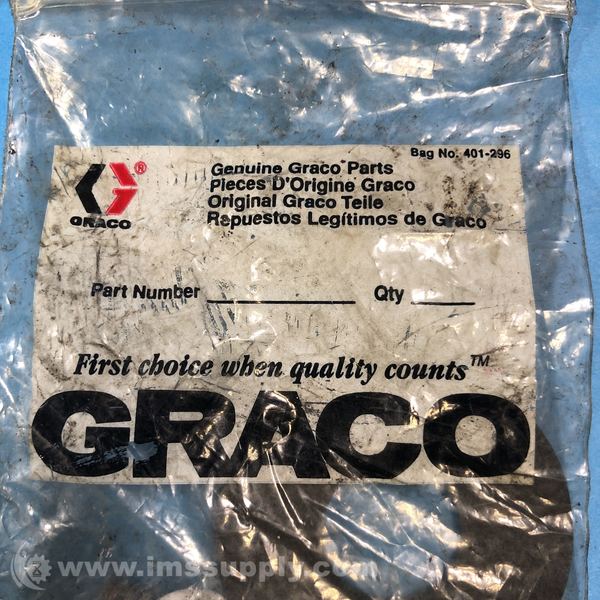 Bag No. 401-296
GRACO
Genuine Graco Parts
Pieces D'Origine Graco
Original Graco Teile
Repuestos Legítimos de Graco
Part Number
Qty
First choice when quality counts™
GRACO
www.imssupply.com